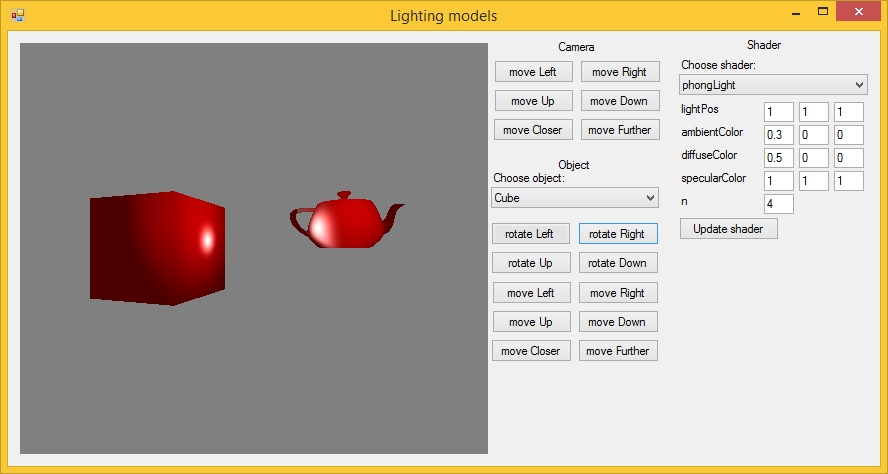 Lighting models
Camera
move Left move Right
move Up move Down
move Closer move Further
Object
Choose object:
Cube
rotate Left rotate Right
rotate Up rotate Down
move Left move Right
move Up move Down
move Closer move Further
Shader
Choose shader:
phongLight
lightPos 1 1 1
ambientColor 0.3 0 0
diffuseColor 0.5 0 0
specularColor 1 1 1
n 4
Update shader